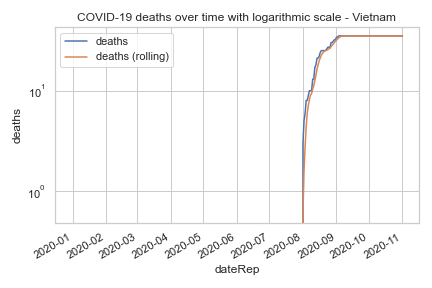 COVID-19 deaths over time with logarithmic scale - Vietnam
deaths
deaths (rolling)
10¹
10⁰
deaths
2020-01
2020-02
2020-03
2020-04
2020-05
2020-06
2020-07
2020-08
2020-09
2020-10
2020-11
dateRep